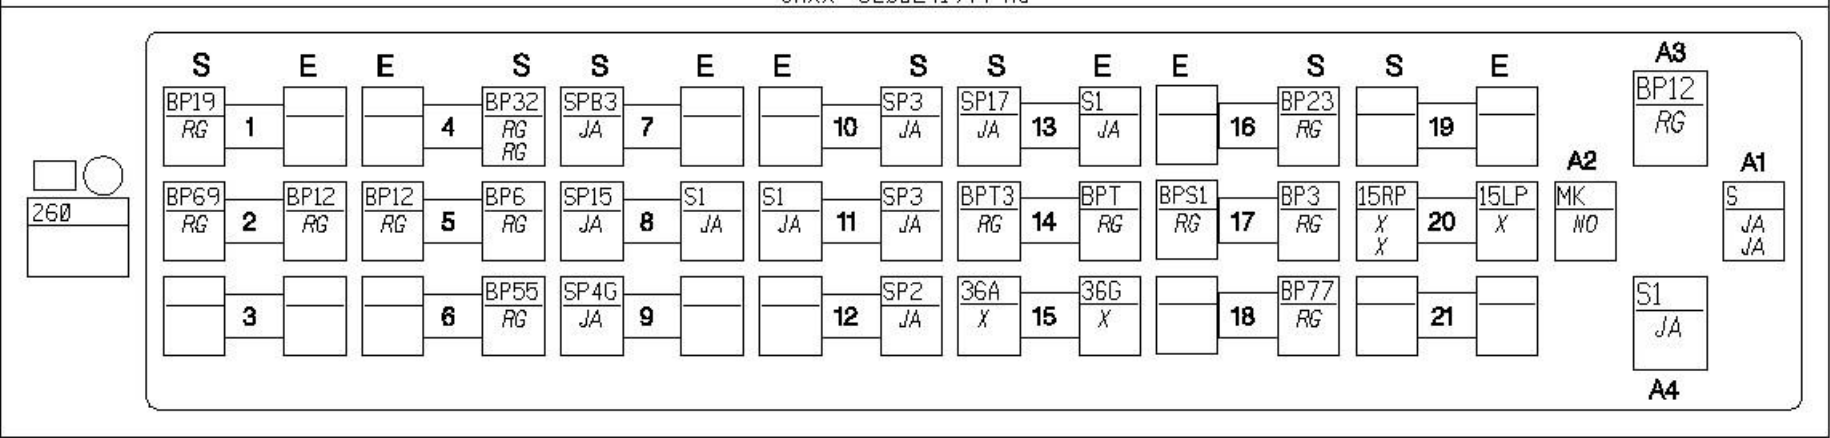 S E E S S E E S S E E S S E A3
BP19 BP32 SPB3 SP3 SP17 S1 BP23 BP12
RG 1 4 RG 7 JA 10 JA 13 JA 16 RG 19 RG
RG
A2 A1
260
BP69 BP12 BP12 BP6 SP15 S1 S1 SP3 BPT3 BPT BPS1 BP3 15RP 15LP MK S
RG 2 RG RG 5 RG JA 8 JA JA 11 JA RG 14 RG RG 17 RG X 20 X NO JA
X JA
BP55 SP4G SP2 36A 36G BP77 S1
3 6 RG JA 9 12 JA X 15 X 18 RG 21 JA
A4